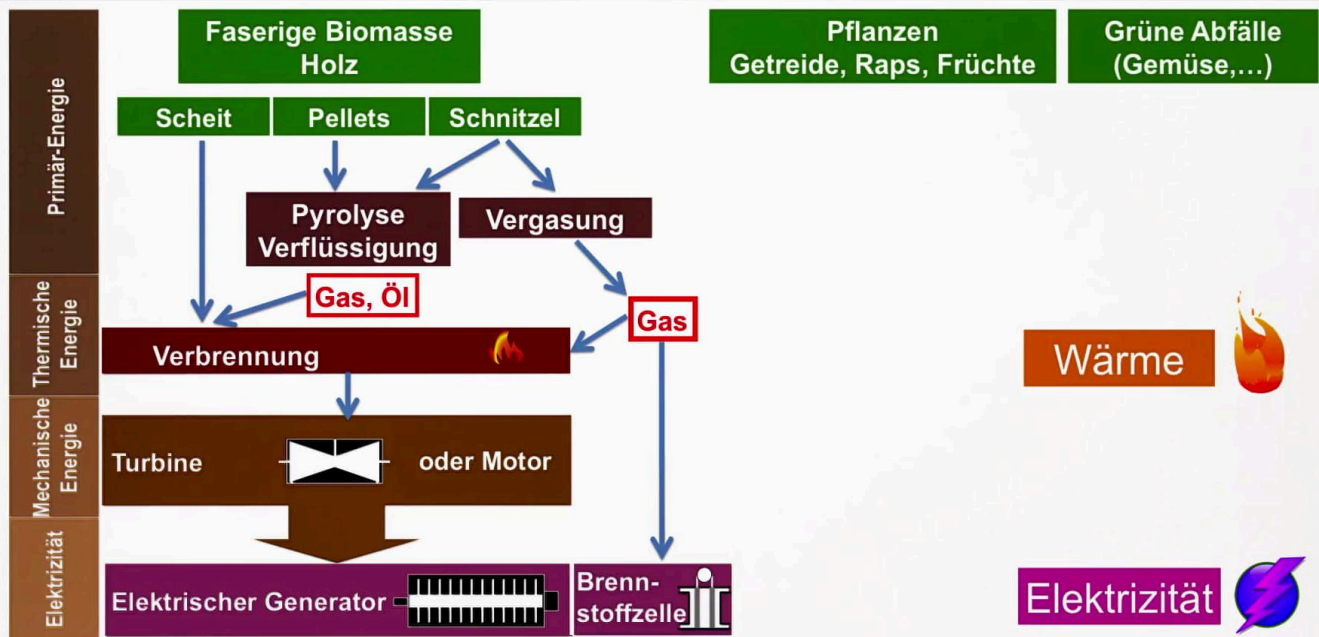 Primär-Energie
Thermische
Energie
Mechanische
Energie
Elektrizität
Faserige Biomasse
Holz
Pflanzen
Getreide, Raps, Früchte
Grüne Abfälle
(Gemüse,...)
Scheit
Pellets
Schnitzel
Pyrolyse
Verflüssigung
Vergasung
Gas, Öl
Gas
Verbrennung
Wärme
Turbine
oder Motor
Elektrischer Generator
Brenn-
stoffzelle
Elektrizität